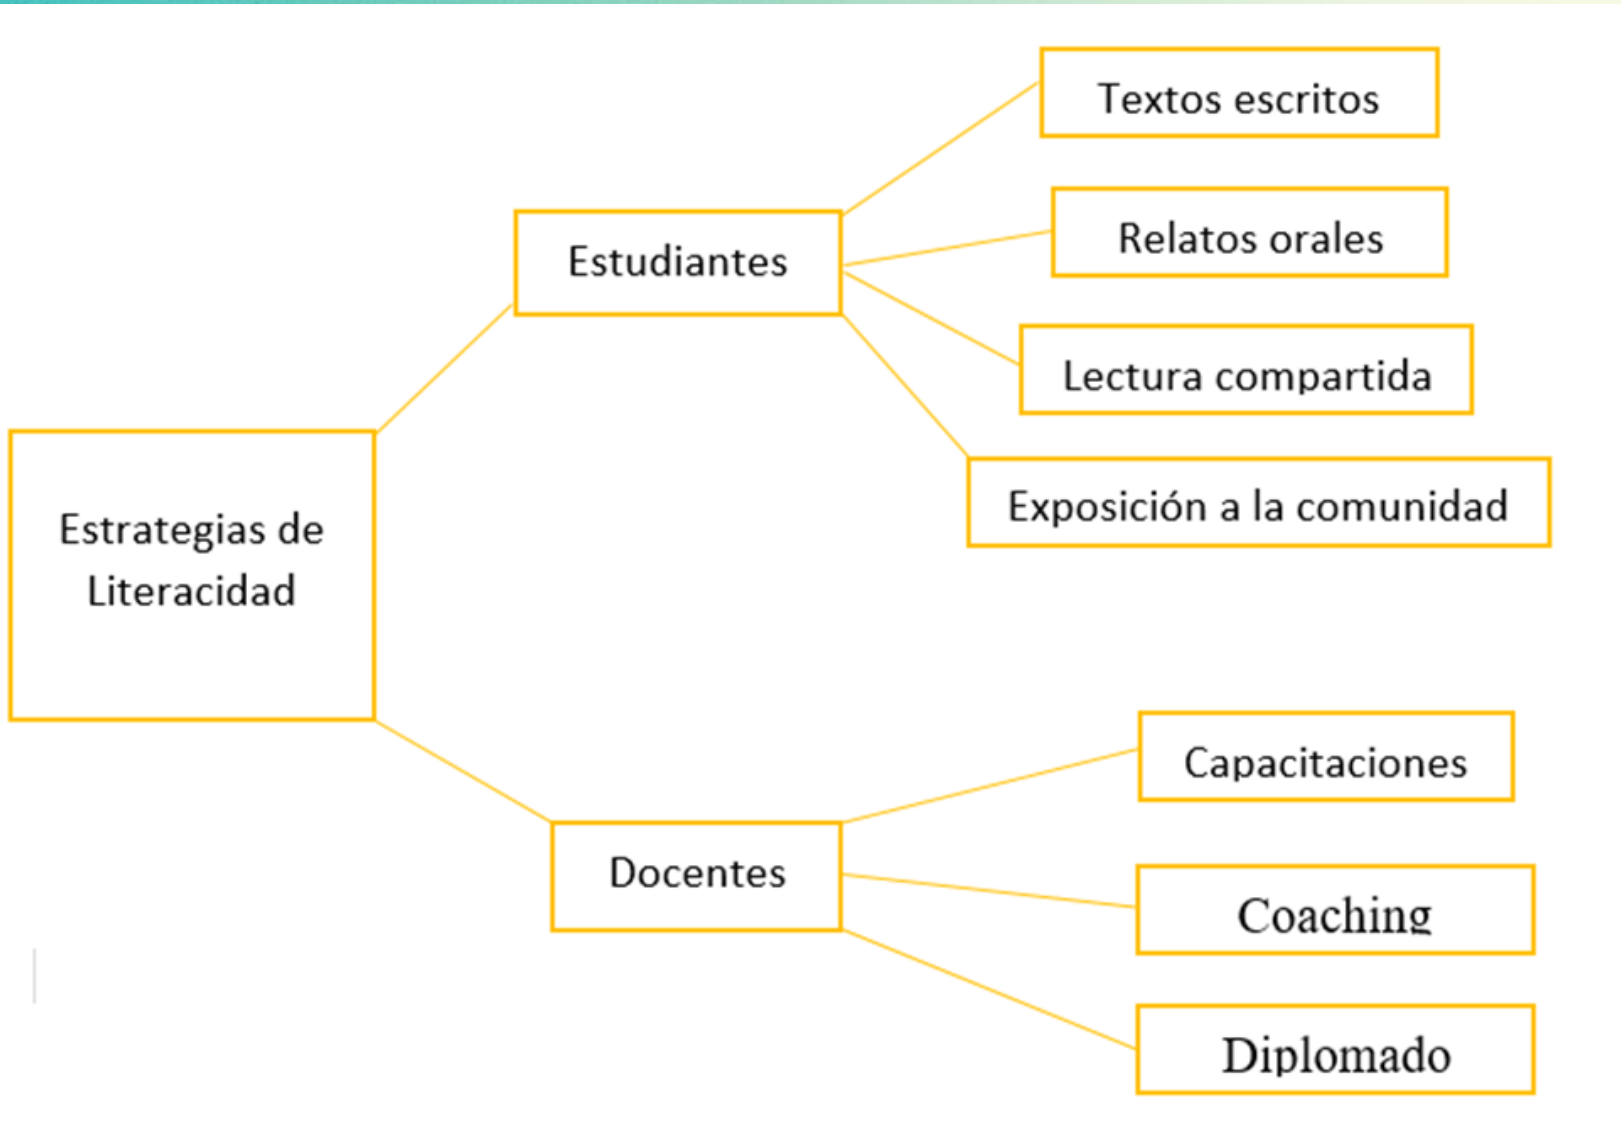 Estrategias de
Literacidad
Estudiantes
Textos escritos
Relatos orales
Lectura compartida
Exposición a la comunidad
Docentes
Capacitaciones
Coaching
Diplomado